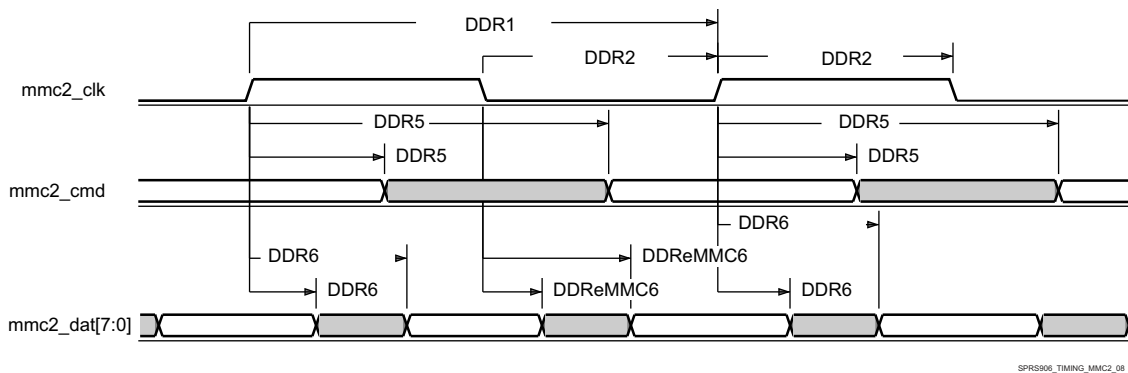 DDR1
DDR2 DDR2
mmc2_clk
DDR5 DDR5
DDR5 DDR5
mmc2_cmd
DDR6
DDR6 DDReMMC6
DDR6 DDReMMC6 DDR6
mmc2_dat[7:0]
SPRS906_TIMING_MMC2_08